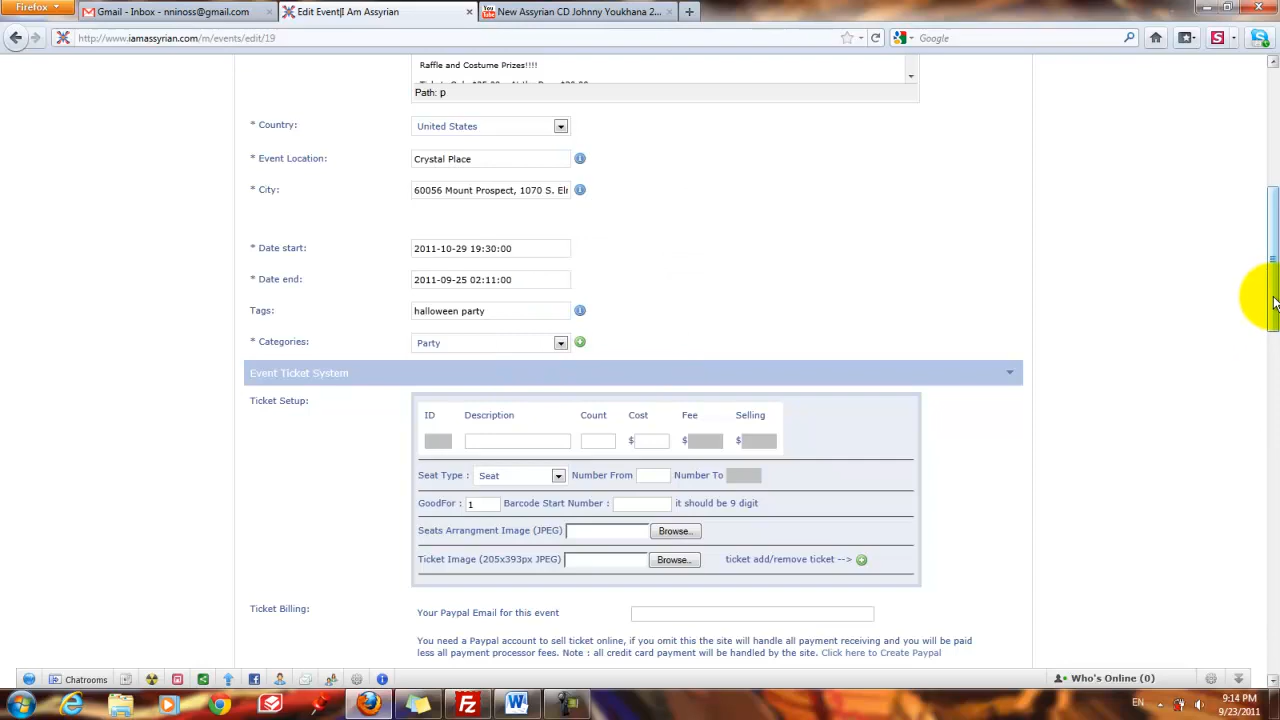 Firefox
Gmail - Inbox - nninoss@gmail.com
Edit Event| I Am Assyrian
New Assyrian CD Johnny Youkhana 2...
http://www.iamassyrian.com/m/events/edit/19
Google
Raffle and Costume Prizes!!!!
Path: p
* Country:
United States
* Event Location:
Crystal Place
* City:
60056 Mount Prospect, 1070 S. Elm
* Date start:
2011-10-29 19:30:00
* Date end:
2011-09-25 02:11:00
Tags:
halloween party
* Categories:
Party
Event Ticket System
Ticket Setup:
ID Description Count Cost Fee Selling
$ $ $
Seat Type : Seat Number From Number To
GoodFor : 1 Barcode Start Number : it should be 9 digit
Seats Arrangment Image (JPEG) Browse..
Ticket Image (205x393px JPEG) Browse.. ticket add/remove ticket -->
Ticket Billing:
Your Paypal Email for this event
You need a Paypal account to sell ticket online, if you omit this the site will handle all payment receiving and you will be paid
less all payment processor fees. Note : all credit card payment will be handled by the site. Click here to Create Paypal
Chatrooms
Who's Online (0)
EN
9:14 PM
9/23/2011